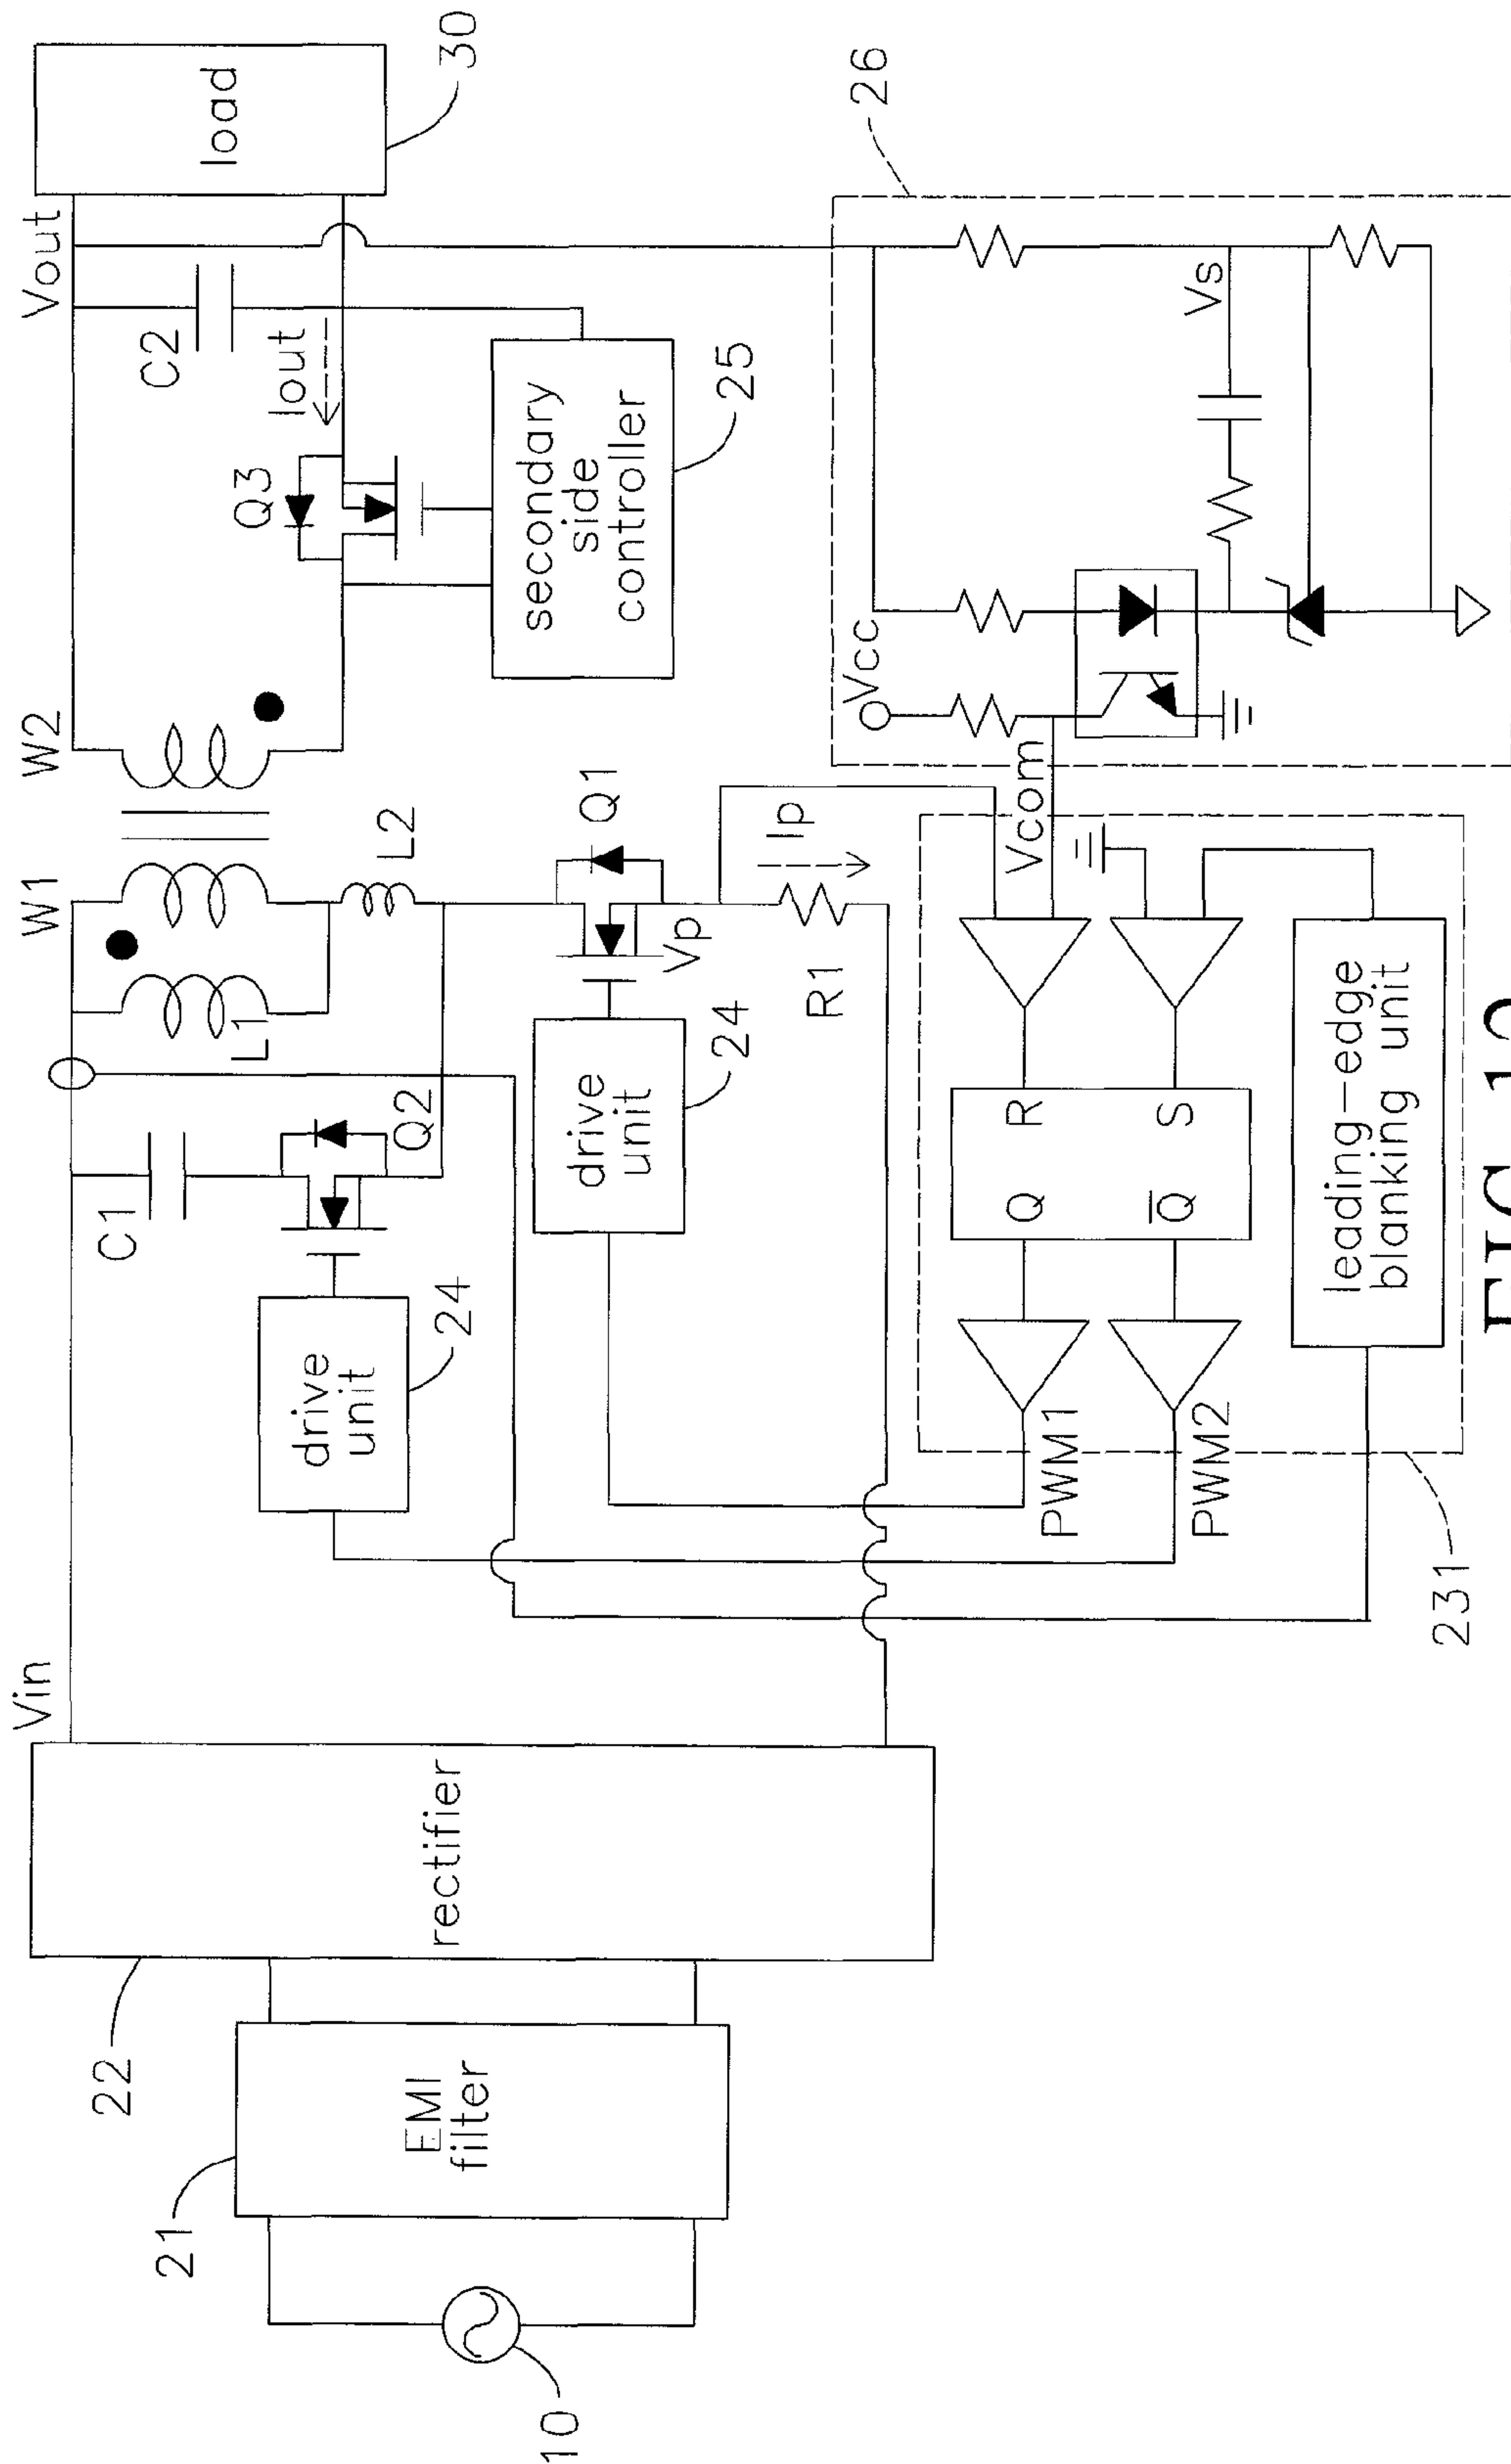 Vin
W1
W2
Vout
22
rectifier
21
EMI
filter
10
C1
L1
L2
C2
load
30
Q2
Q3
Iout
drive
unit
24
secondary
side
controller
25
drive
unit
24
Q1
Vp
R1
Ip
26
Vcc
Vcom
Vs
PWM1
PWM2
Q
R
Q̅
S
leading-edge
blanking unit
231
FIG.